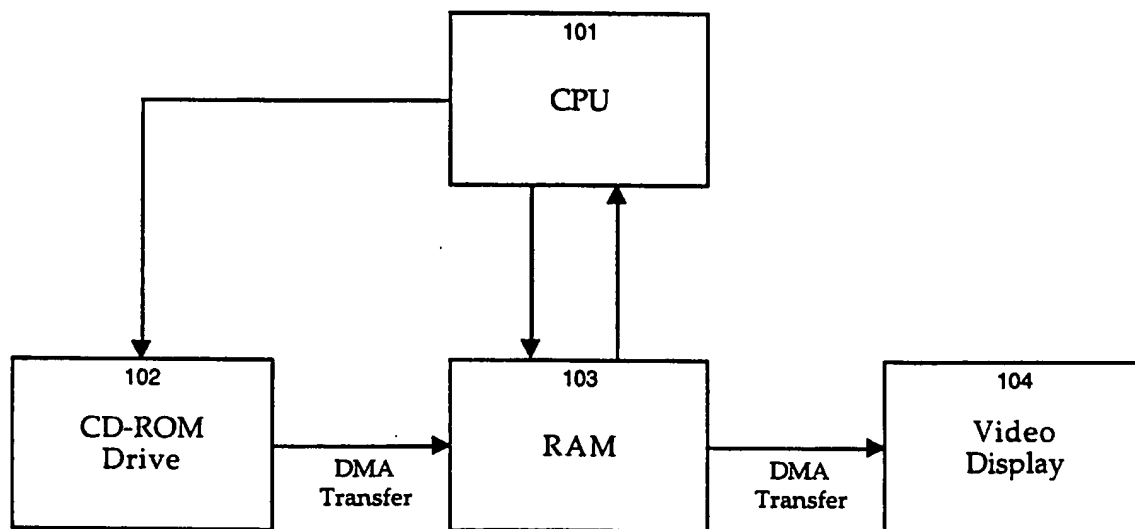 101
CPU
102
CD-ROM
Drive
DMA
Transfer
103
RAM
DMA
Transfer
104
Video
Display